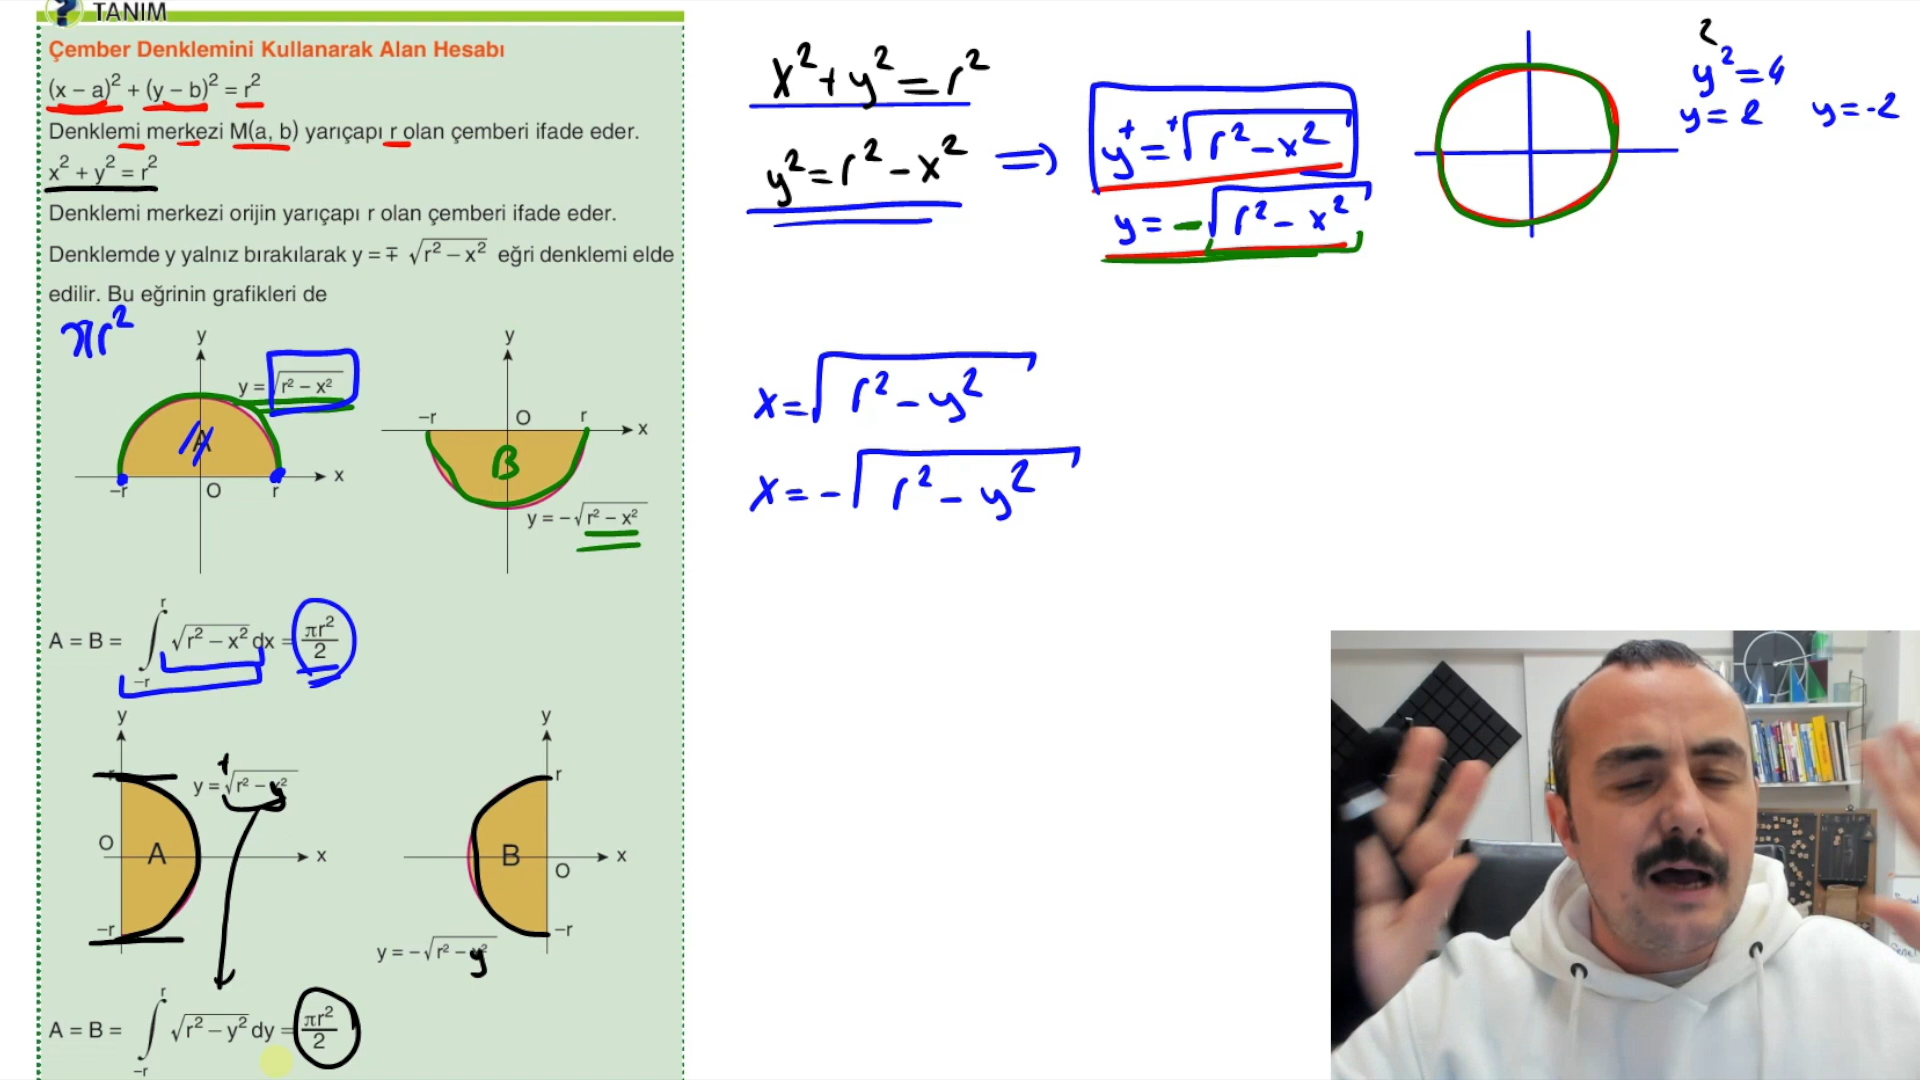 TANIM
Çember Denklemini Kullanarak Alan Hesabı
(x – a)² + (y – b)² = r²
Denklemi merkezi M(a, b) yarıçapı r olan çemberi ifade eder.
x² + y² = r²
Denklemi merkezi orijin yarıçapı r olan çemberi ifade eder.
Denklemde y yalnız bırakılarak y = ∓ √(r² – x²) eğri denklemi elde
edilir. Bu eğrinin grafikleri de
πr²
y
y = √(r² – x²)
A
–r O r x
y
–r O r x
B
y = –√(r² – x²)
A = B = ∫₋ᵣʳ √(r² – x²) dx = πr²/2
y
r
y = +√(r² – y²)
O A x
–r
y
r
B x
O
–r
y = –√(r² – y²)
A = B = ∫₋ᵣʳ √(r² – y²) dy = πr²/2
x² + y² = r²
y² = r² – x² ⇒ y⁺ = ⁺√(r² – x²)
y = –√(r² – x²)
x = √(r² – y²)
x = –√(r² – y²)
2
y² = 4
y = 2 y = -2